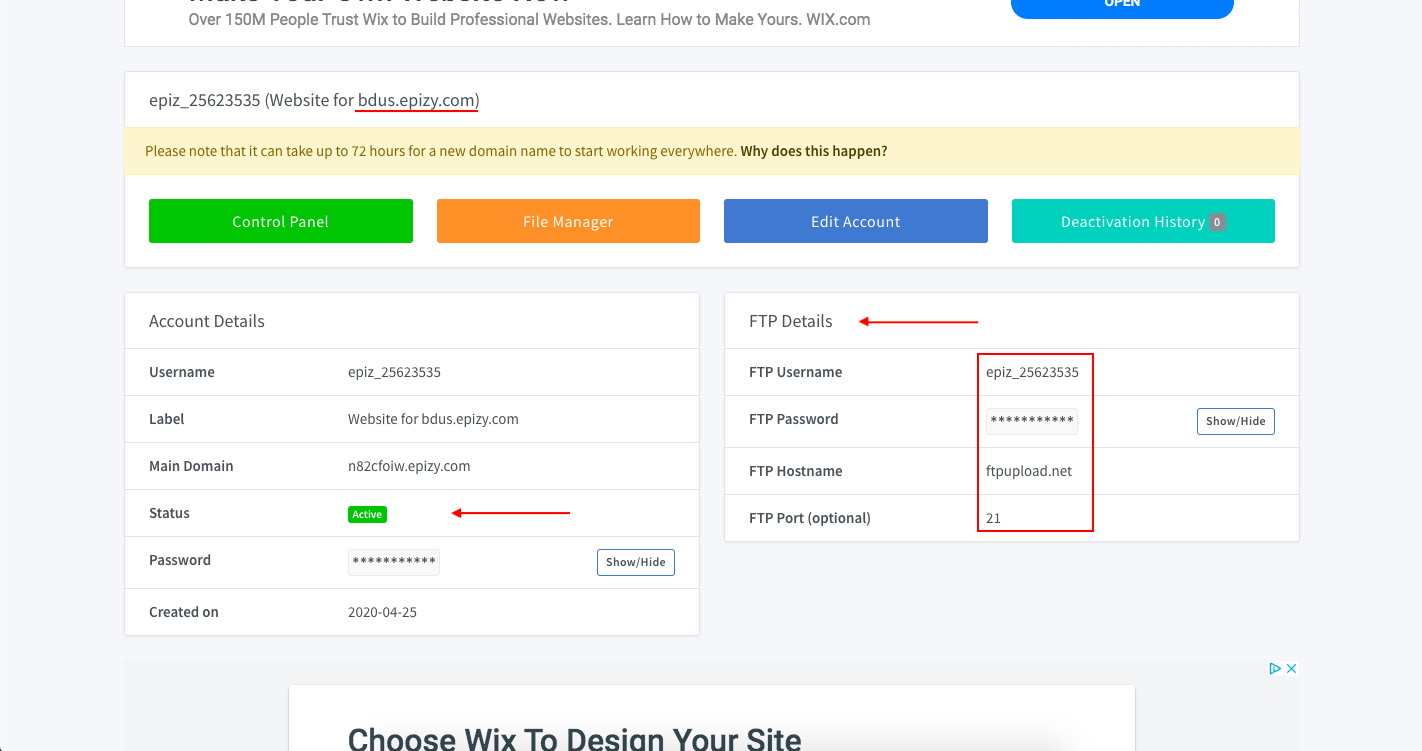 Make Your Own Website Now
Over 150M People Trust Wix to Build Professional Websites. Learn How to Make Yours. WIX.com
OPEN
epiz_25623535 (Website for bdus.epizy.com)
Please note that it can take up to 72 hours for a new domain name to start working everywhere. Why does this happen?
Control Panel
File Manager
Edit Account
Deactivation History 0
Account Details
Username epiz_25623535
Label Website for bdus.epizy.com
Main Domain n82cfoiw.epizy.com
Status Active
Password *********** Show/Hide
Created on 2020-04-25
FTP Details
FTP Username epiz_25623535
FTP Password *********** Show/Hide
FTP Hostname ftpupload.net
FTP Port (optional) 21
Choose Wix To Design Your Site